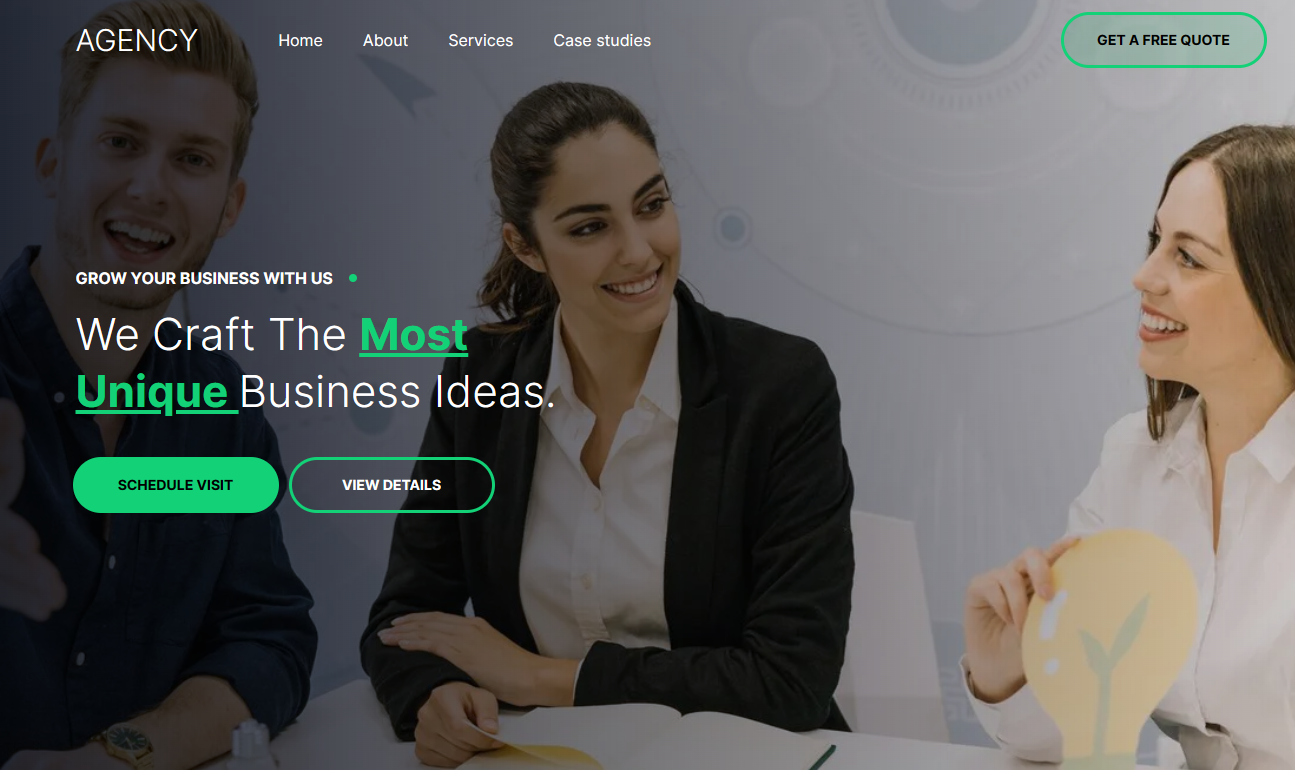 AGENCY
Home
About
Services
Case studies
GET A FREE QUOTE
GROW YOUR BUSINESS WITH US
We Craft The Most
Unique Business Ideas.
SCHEDULE VISIT
VIEW DETAILS